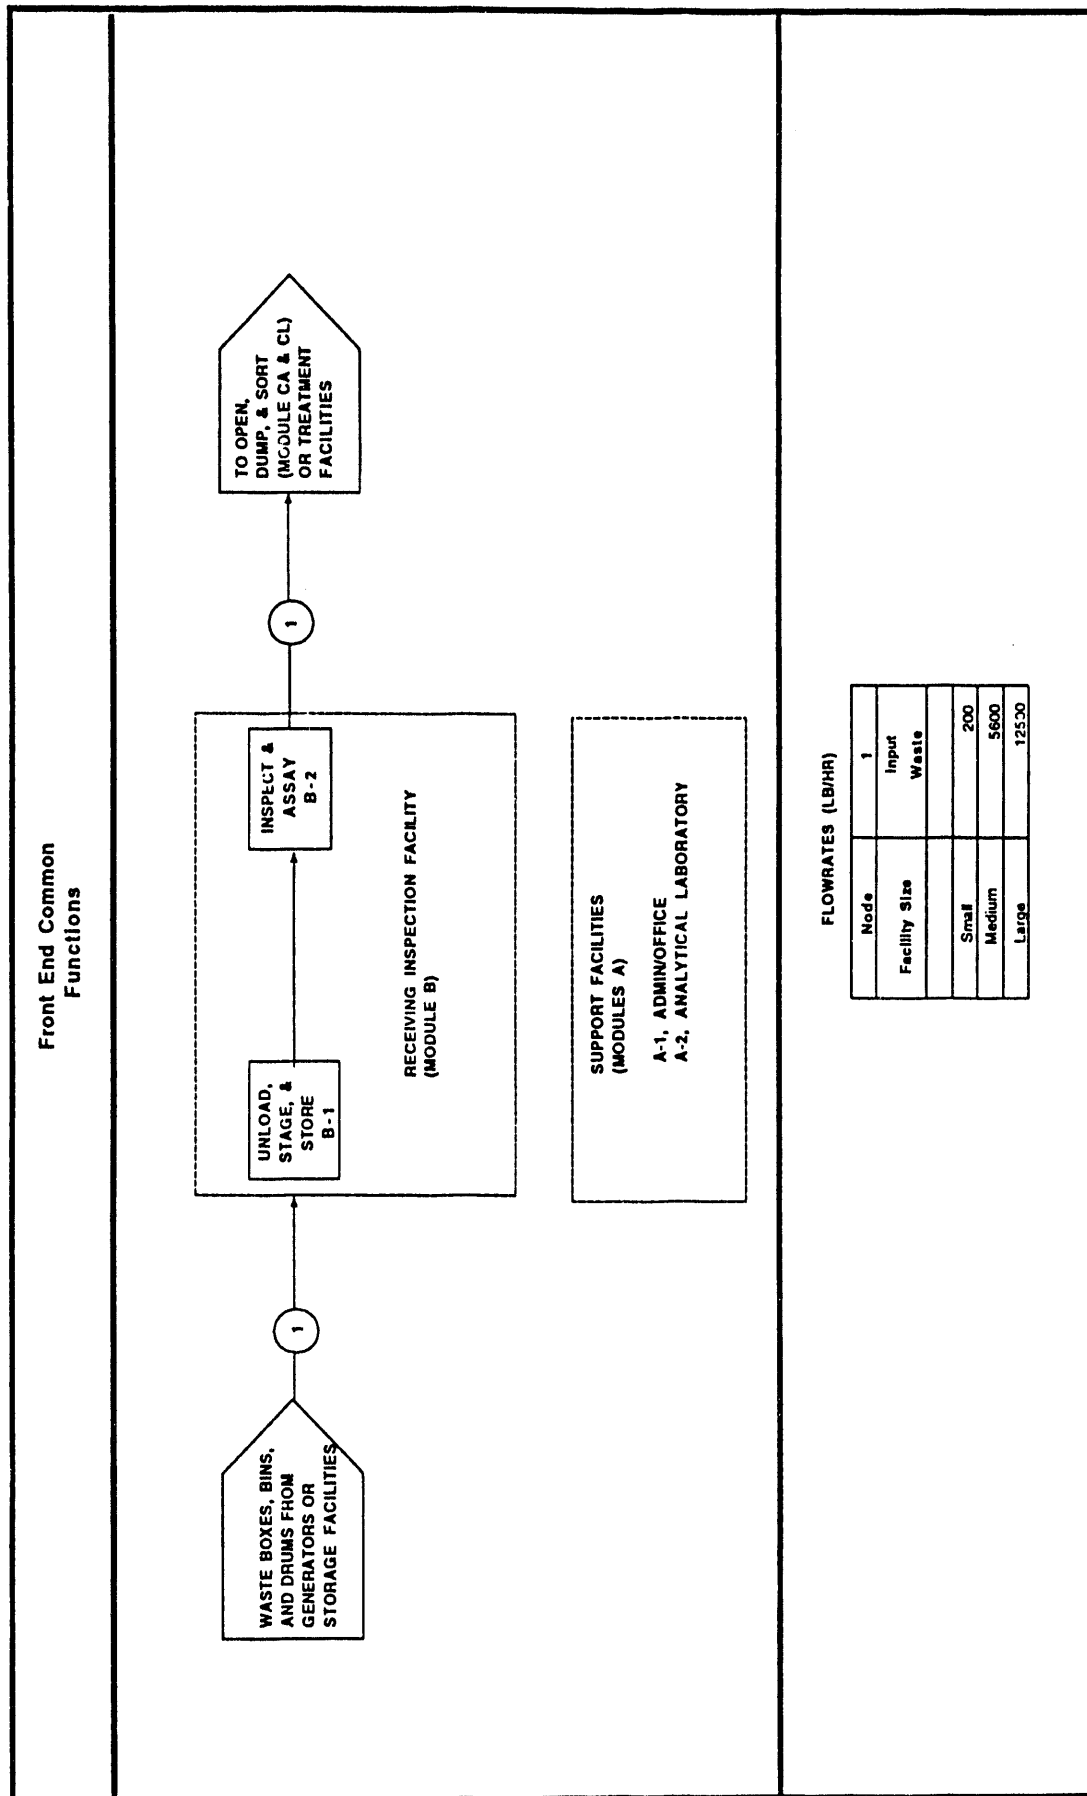 Front End Common
Functions
WASTE BOXES, BINS,
AND DRUMS FROM
GENERATORS OR
STORAGE FACILITIES
1
UNLOAD,
STAGE, &
STORE
B-1
INSPECT &
ASSAY
B-2
RECEIVING INSPECTION FACILITY
(MODULE B)
1
TO OPEN,
DUMP, & SORT
(MODULE CA & CL)
OR TREATMENT
FACILITIES
SUPPORT FACILITIES
(MODULES A)
A-1, ADMIN/OFFICE
A-2, ANALYTICAL LABORATORY
FLOWRATES (LB/HR)
Node 1
Facility Size Input Waste
Small 200
Medium 5600
Large 12500